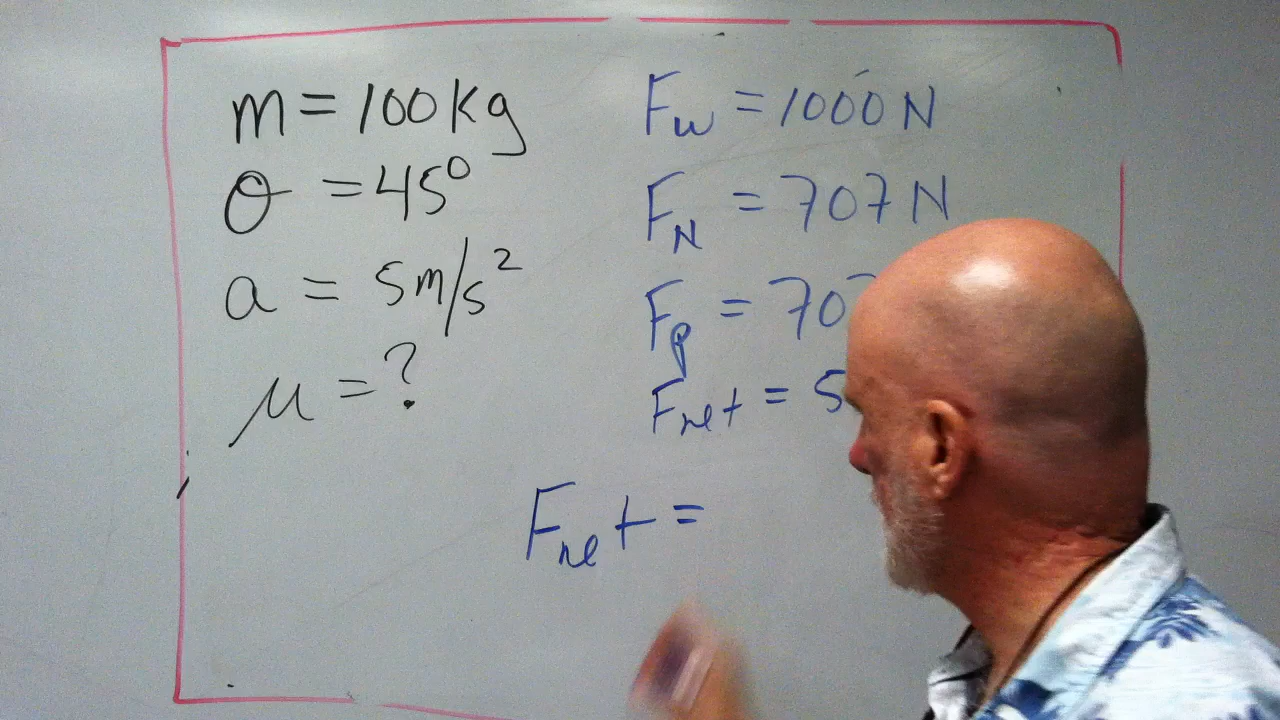 m = 100 kg
θ = 45°
a = 5 m/s²
μ = ?
Fw = 1000 N
FN = 707 N
Fp = 70
Fnet = 5
Fnet =